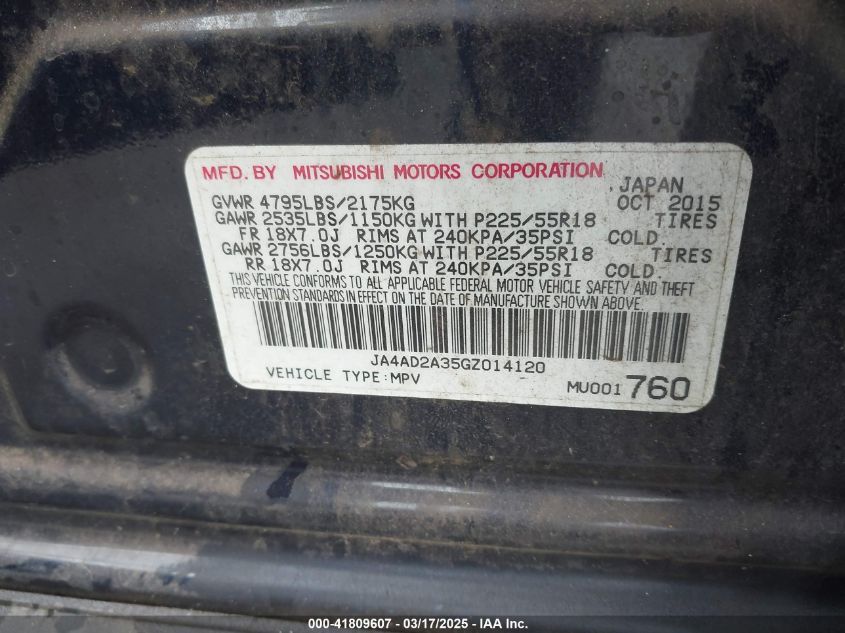 MFD. BY MITSUBISHI MOTORS CORPORATION
, JAPAN
GVWR 4795LBS/2175KG OCT 2015
GAWR 2535LBS/1150KG WITH P225/55R18 TIRES
FR 18X7.0J RIMS AT 240KPA/35PSI COLD.
GAWR 2756LBS/1250KG WITH P225/55R18 TIRES
RR 18X7.0J RIMS AT 240KPA/35PSI COLD.
THIS VEHICLE CONFORMS TO ALL APPLICABLE FEDERAL MOTOR VEHICLE SAFETY AND THEFT
PREVENTION STANDARDS IN EFFECT ON THE DATE OF MANUFACTURE SHOWN ABOVE.
JA4AD2A35GZ014120
VEHICLE TYPE:MPV MU001 760
000-41809607 - 03/17/2025 - IAA Inc.